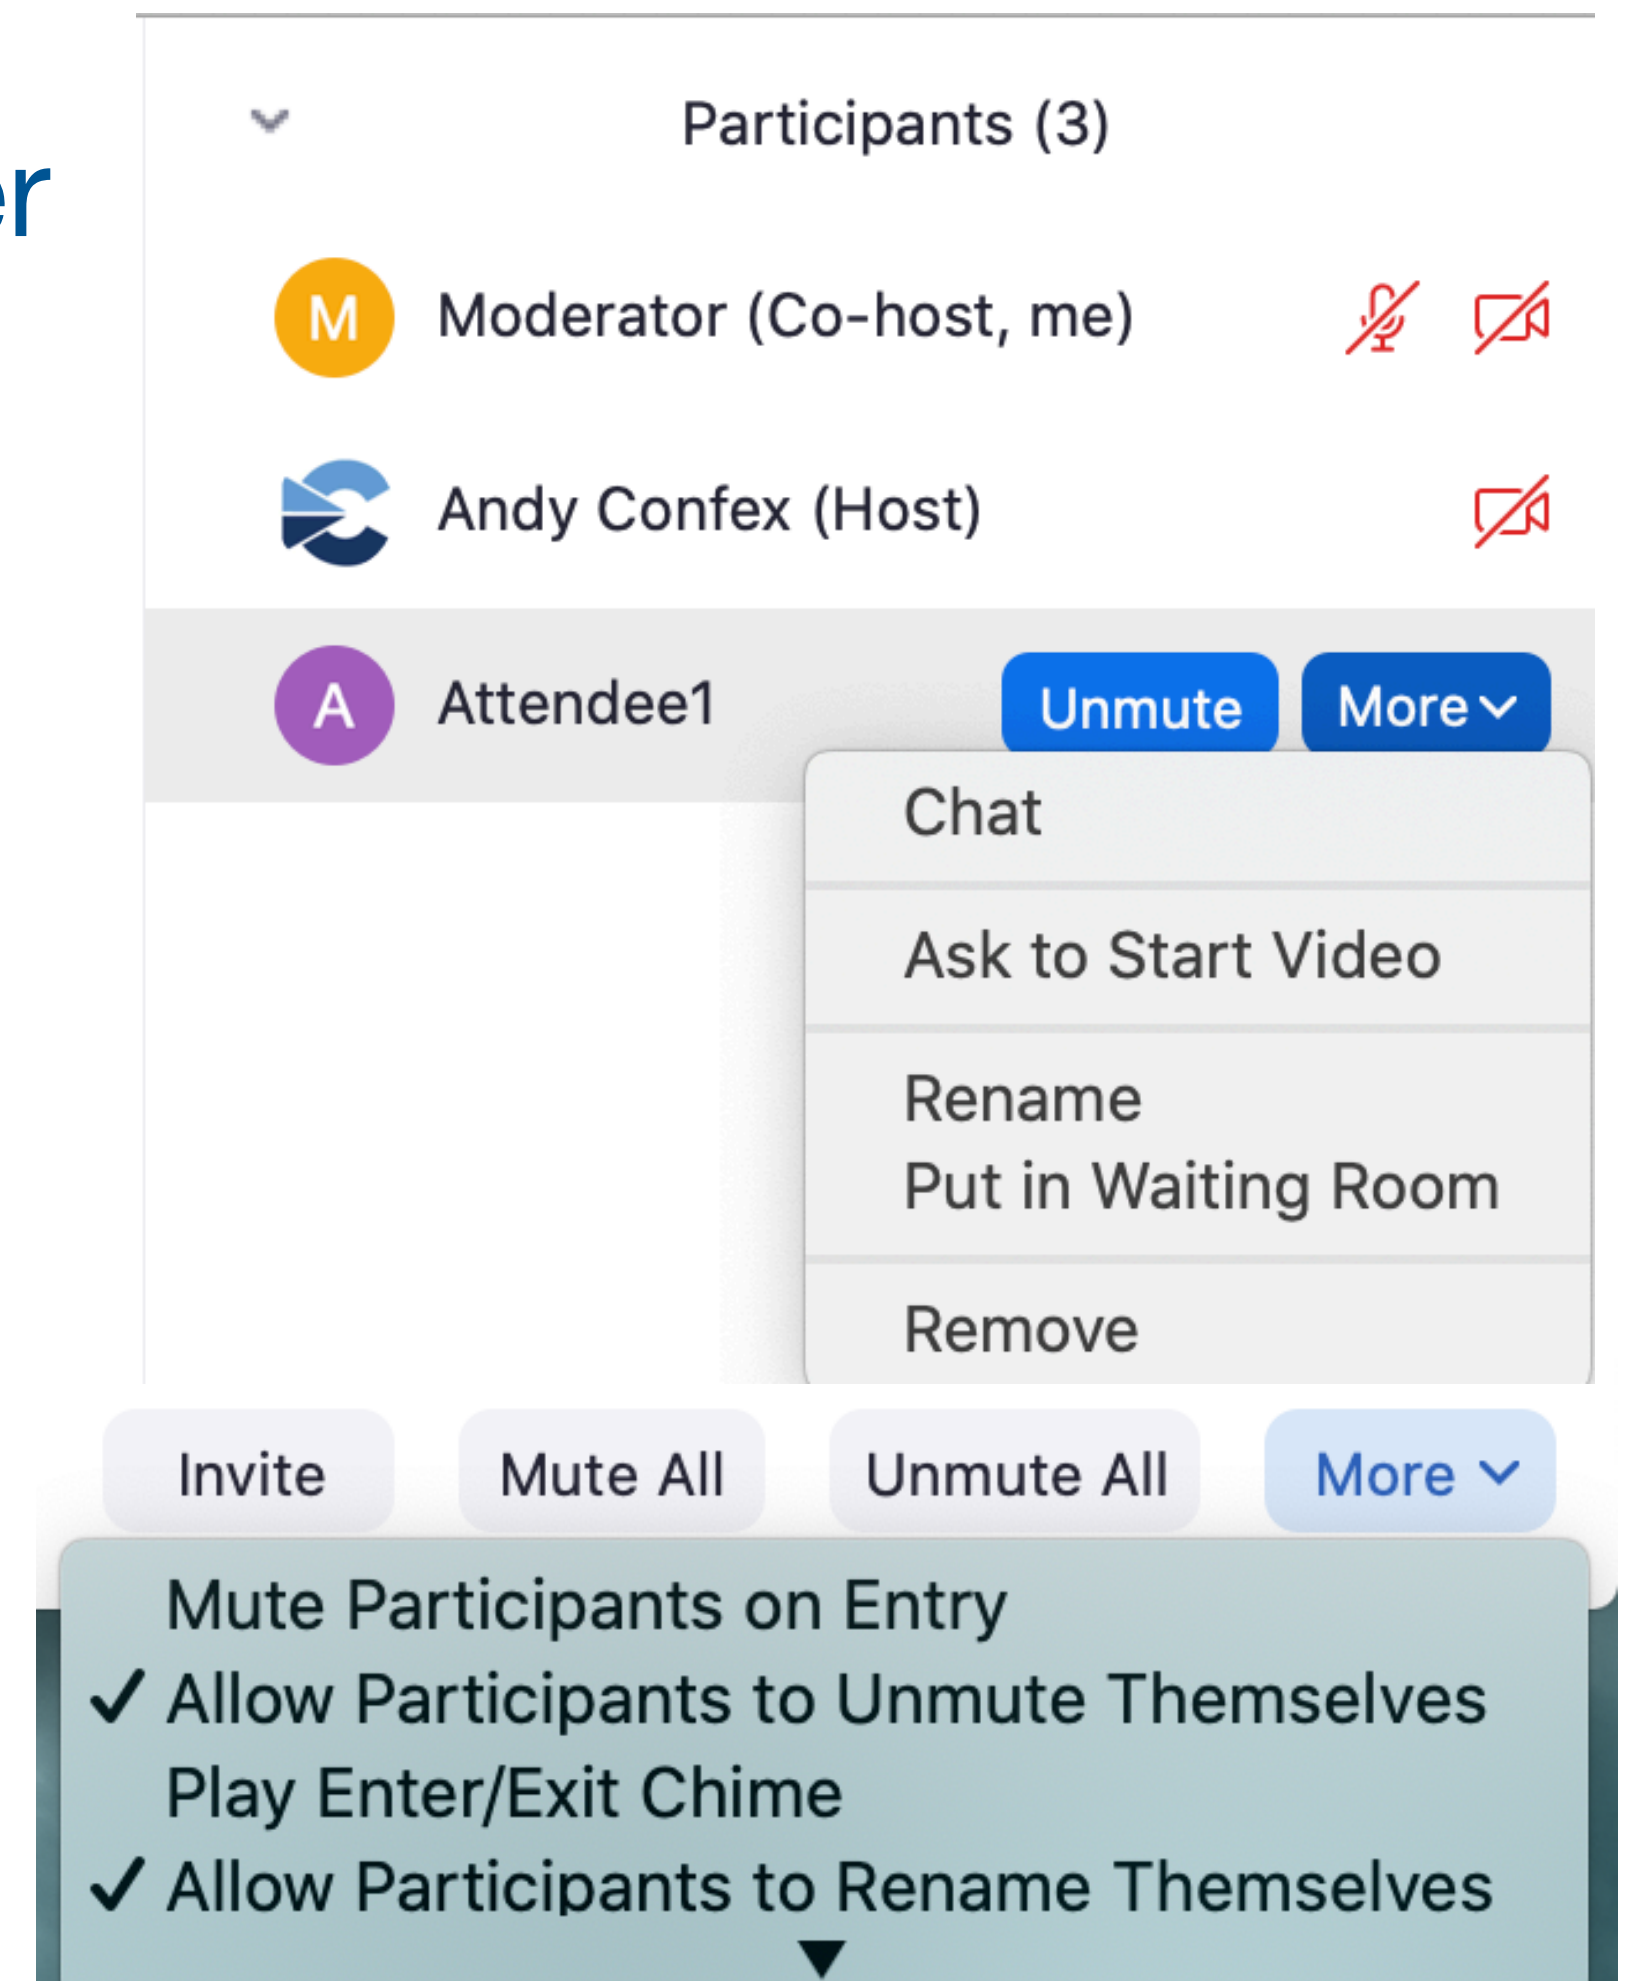 er
Participants (3)
M Moderator (Co-host, me)
Andy Confex (Host)
A Attendee1 Unmute More
Chat
Ask to Start Video
Rename
Put in Waiting Room
Remove
Invite Mute All Unmute All More
Mute Participants on Entry
✓ Allow Participants to Unmute Themselves
Play Enter/Exit Chime
✓ Allow Participants to Rename Themselves